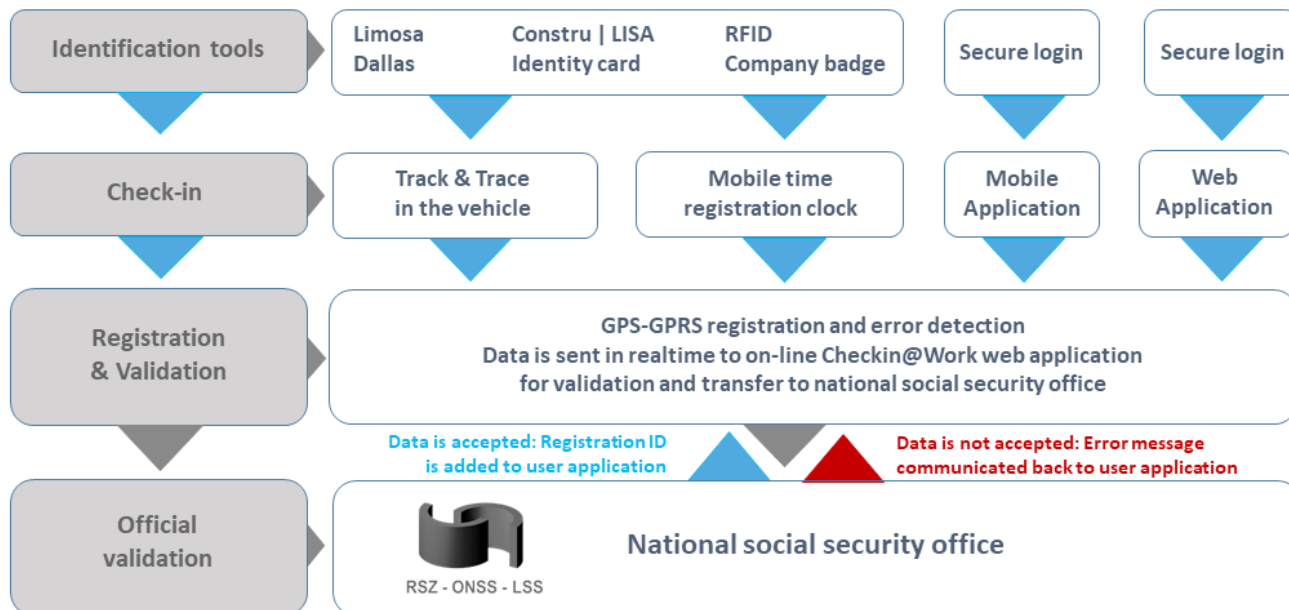 Identification tools
Limosa
Dallas
Constru | LISA
Identity card
RFID
Company badge
Secure login
Secure login
Check-in
Track & Trace
in the vehicle
Mobile time
registration clock
Mobile
Application
Web
Application
Registration
& Validation
GPS-GPRS registration and error detection
Data is sent in realtime to on-line Checkin@Work web application
for validation and transfer to national social security office
Data is accepted: Registration ID
is added to user application
Data is not accepted: Error message
communicated back to user application
Official
validation
RSZ - ONSS - LSS
National social security office